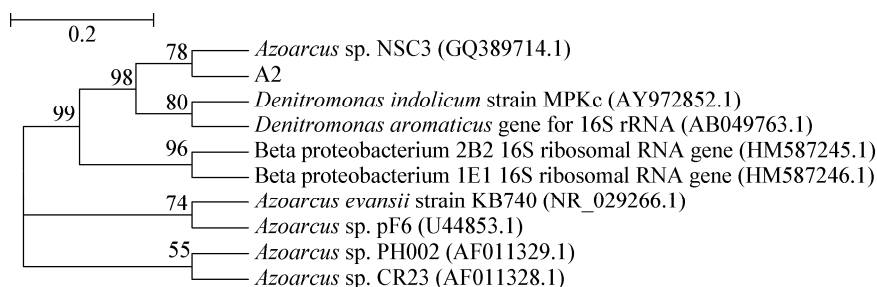 0.2
78
Azoarcus sp. NSC3 (GQ389714.1)
98
A2
99
80
Denitromonas indolicum strain MPKc (AY972852.1)
Denitromonas aromaticus gene for 16S rRNA (AB049763.1)
96
Beta proteobacterium 2B2 16S ribosomal RNA gene (HM587245.1)
Beta proteobacterium 1E1 16S ribosomal RNA gene (HM587246.1)
74
Azoarcus evansii strain KB740 (NR_029266.1)
Azoarcus sp. pF6 (U44853.1)
55
Azoarcus sp. PH002 (AF011329.1)
Azoarcus sp. CR23 (AF011328.1)